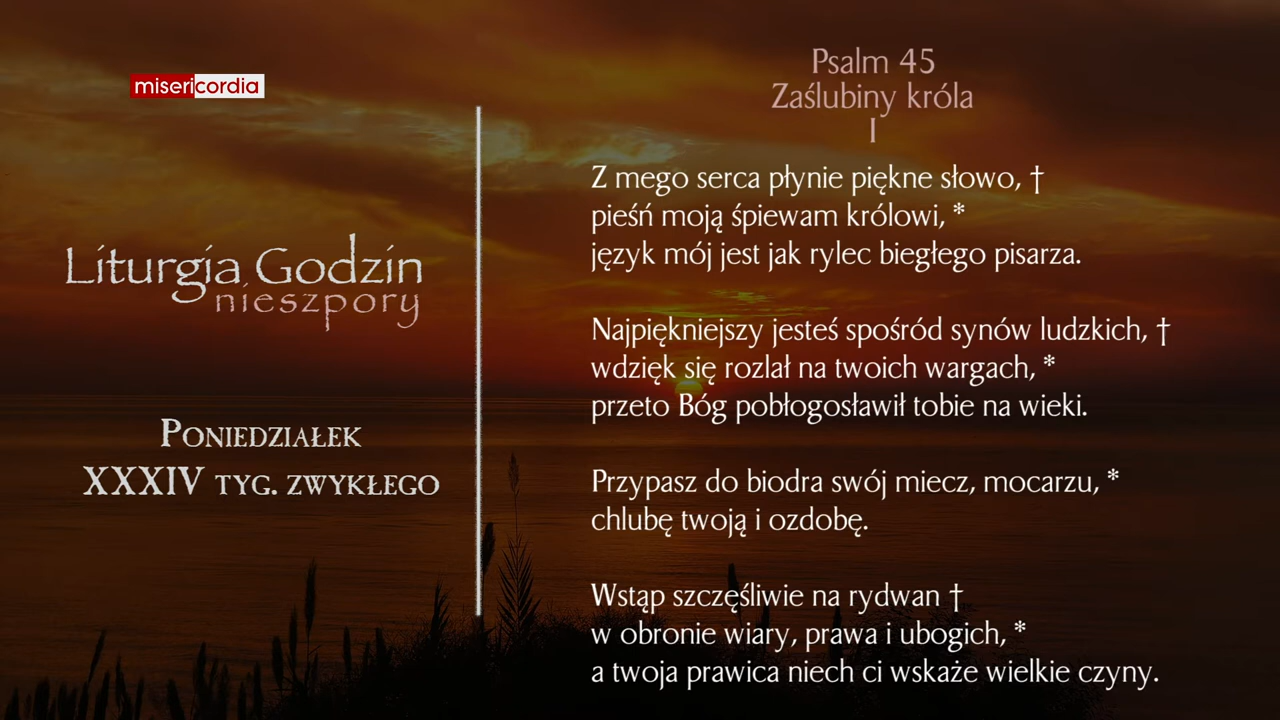 misericordia
Liturgia Godzin
nieszpory
Poniedziałek
XXXIV tyg. zwykłego
Psalm 45
Zaślubiny króla
I
Z mego serca płynie piękne słowo, †
pieśń moją śpiewam królowi, *
język mój jest jak rylec biegłego pisarza.
Najpiękniejszy jesteś spośród synów ludzkich, †
wdzięk się rozlał na twoich wargach, *
przeto Bóg pobłogosławił tobie na wieki.
Przypasz do biodra swój miecz, mocarzu, *
chlubę twoją i ozdobę.
Wstąp szczęśliwie na rydwan †
w obronie wiary, prawa i ubogich, *
a twoja prawica niech ci wskaże wielkie czyny.